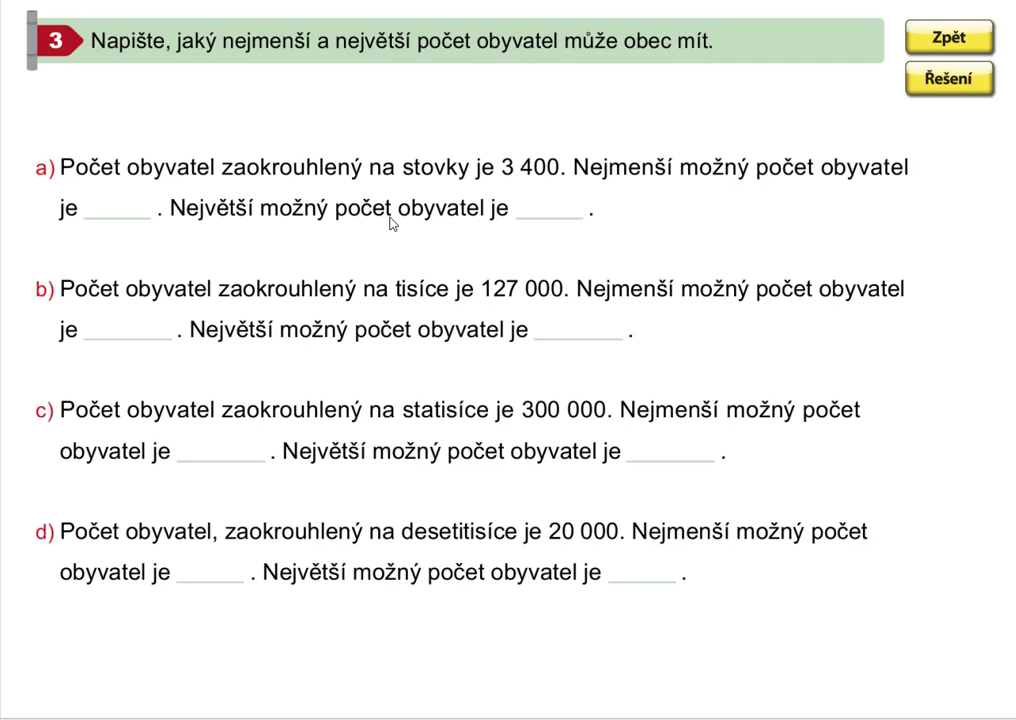 3 Napište, jaký nejmenší a největší počet obyvatel může obec mít.
Zpět
Řešení
a) Počet obyvatel zaokrouhlený na stovky je 3 400. Nejmenší možný počet obyvatel
je ______ . Největší možný počet obyvatel je ______ .
b) Počet obyvatel zaokrouhlený na tisíce je 127 000. Nejmenší možný počet obyvatel
je ________ . Největší možný počet obyvatel je ________ .
c) Počet obyvatel zaokrouhlený na statisíce je 300 000. Nejmenší možný počet
obyvatel je ________ . Největší možný počet obyvatel je ________ .
d) Počet obyvatel, zaokrouhlený na desetitisíce je 20 000. Nejmenší možný počet
obyvatel je ______ . Největší možný počet obyvatel je ______ .